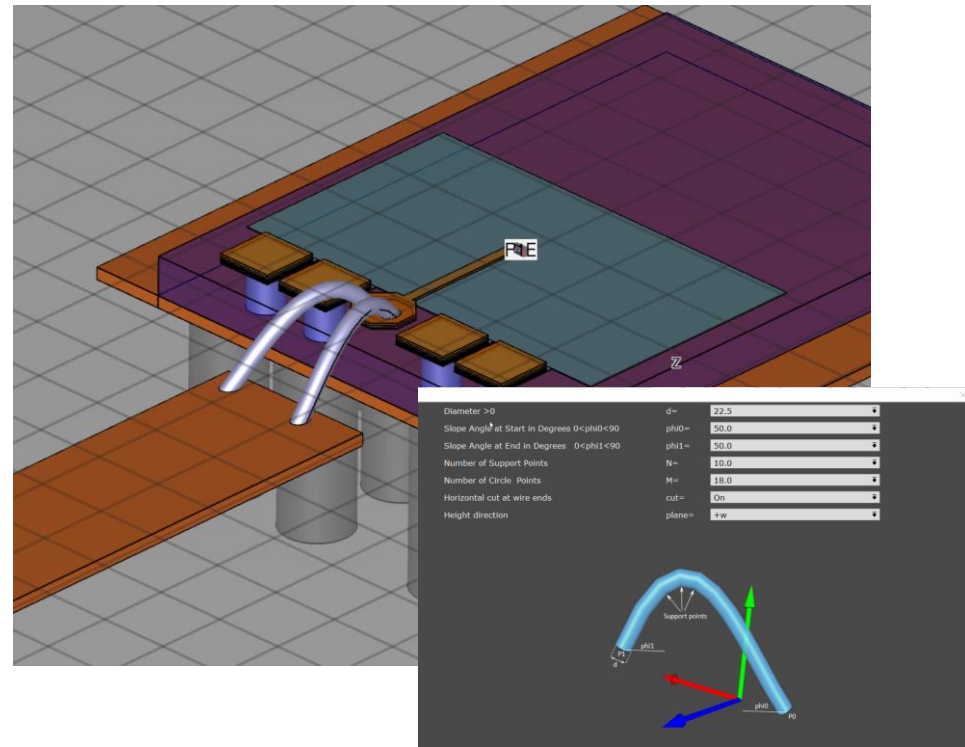 P1E
Z
Diameter >0 d= 22.5
Slope Angle at Start in Degrees 0<phi0<90 phi0= 50.0
Slope Angle at End in Degrees 0<phi1<90 phi1= 50.0
Number of Support Points N= 10.0
Number of Circle Points M= 18.0
Horizontal cut at wire ends cut= On
Height direction plane= +w
Support points
P1 phi1
d
phi0
P0